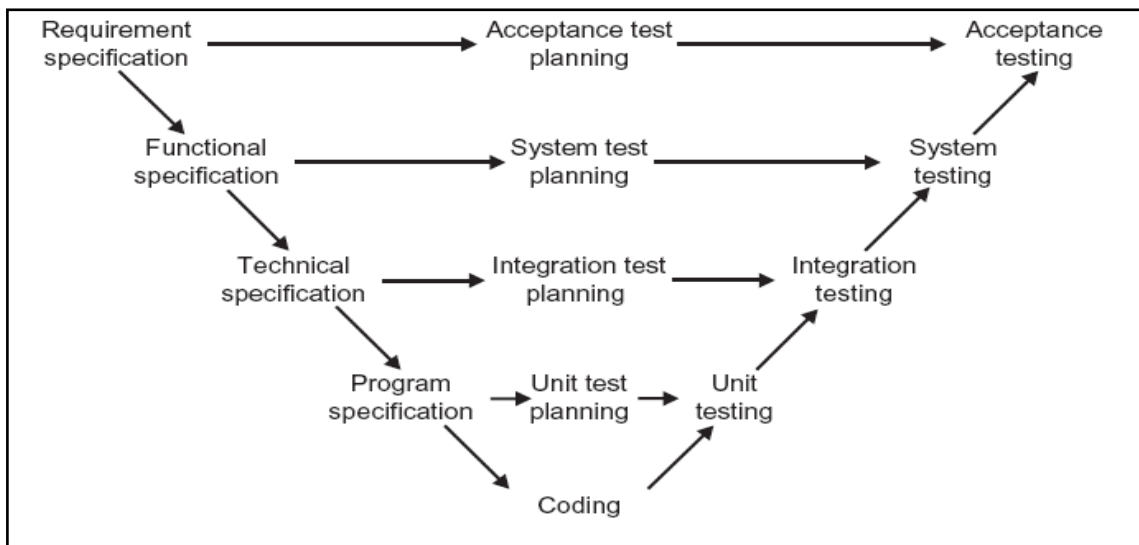 Requirement
specification
Acceptance test
planning
Acceptance
testing
Functional
specification
System test
planning
System
testing
Technical
specification
Integration test
planning
Integration
testing
Program
specification
Unit test
planning
Unit
testing
Coding